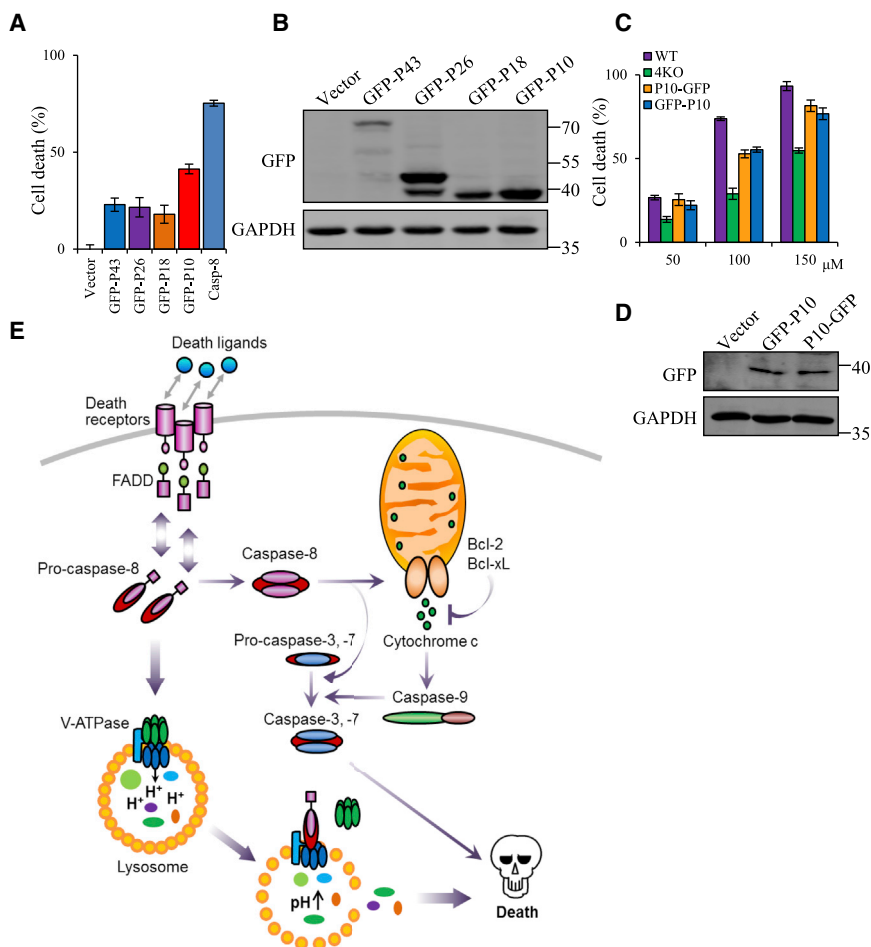 A
100
50
0
Cell death (%)
Vector
GFP-P43
GFP-P26
GFP-P18
GFP-P10
Casp-8
B
Vector
GFP-P43
GFP-P26
GFP-P18
GFP-P10
GFP
GAPDH
70
55
40
35
C
WT
4KO
P10-GFP
GFP-P10
100
50
0
Cell death (%)
50
100
150
μM
D
Vector
GFP-P10
P10-GFP
GFP
GAPDH
40
35
E
Death ligands
Death
receptors
FADD
Pro-caspase-8
Caspase-8
Bcl-2
Bcl-xL
Cytochrome c
Pro-caspase-3, -7
Caspase-9
Caspase-3, -7
V-ATPase
H+
H+
H+
Lysosome
pH
Death